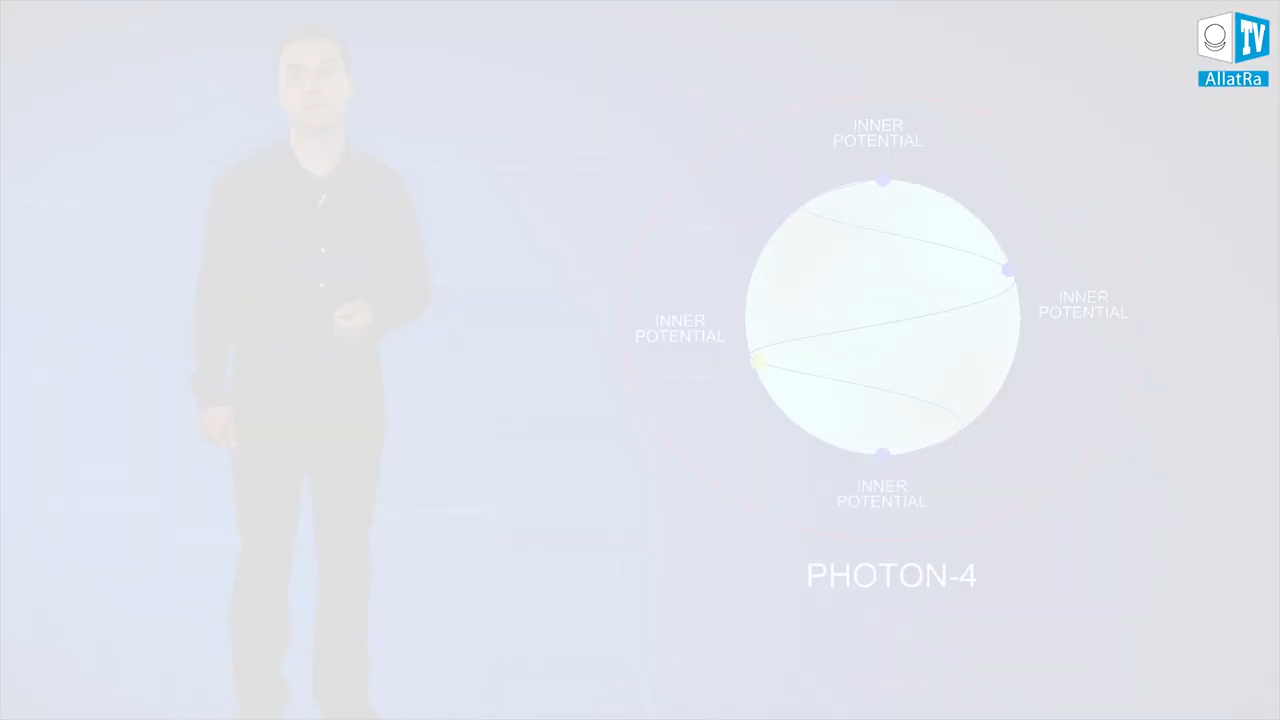 TV
AllatRa
INNER
POTENTIAL
INNER
POTENTIAL
INNER
POTENTIAL
INNER
POTENTIAL
PHOTON-4